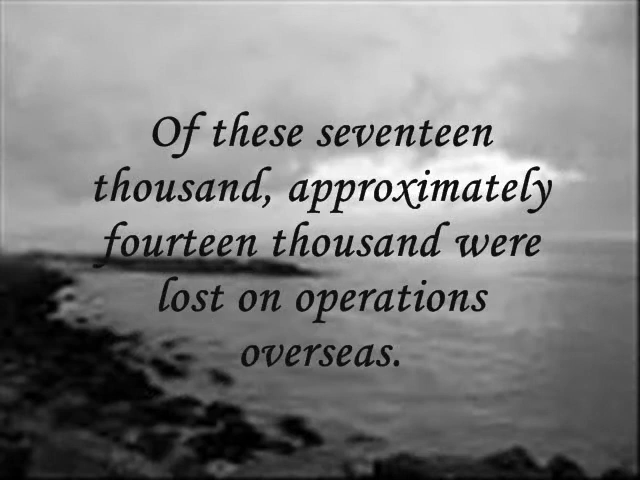 Of these seventeen
thousand, approximately
fourteen thousand were
lost on operations
overseas.